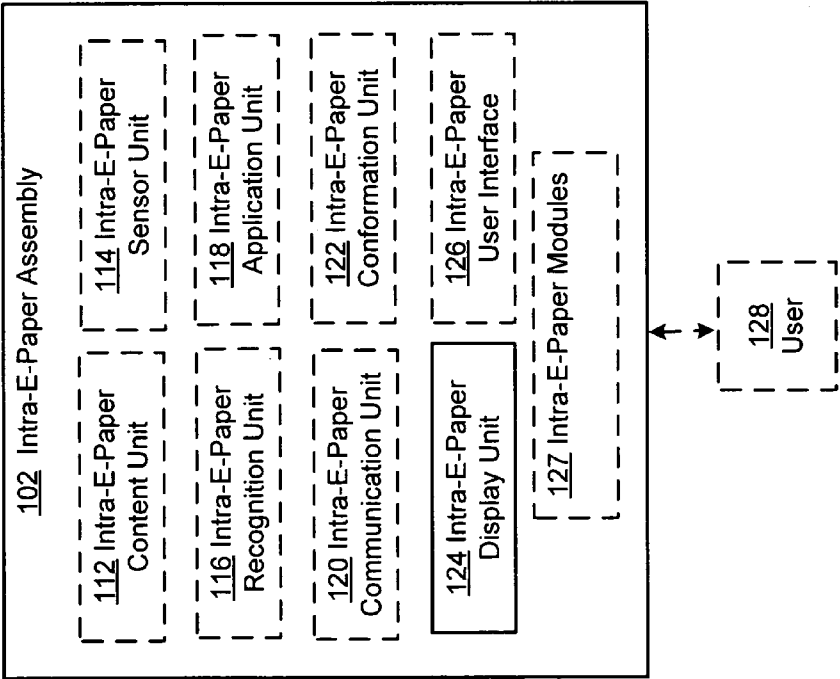 102 Intra-E-Paper Assembly
112 Intra-E-Paper
Content Unit
114 Intra-E-Paper
Sensor Unit
116 Intra-E-Paper
Recognition Unit
118 Intra-E-Paper
Application Unit
120 Intra-E-Paper
Communication Unit
122 Intra-E-Paper
Conformation Unit
124 Intra-E-Paper
Display Unit
126 Intra-E-Paper
User Interface
127 Intra-E-Paper Modules
128
User